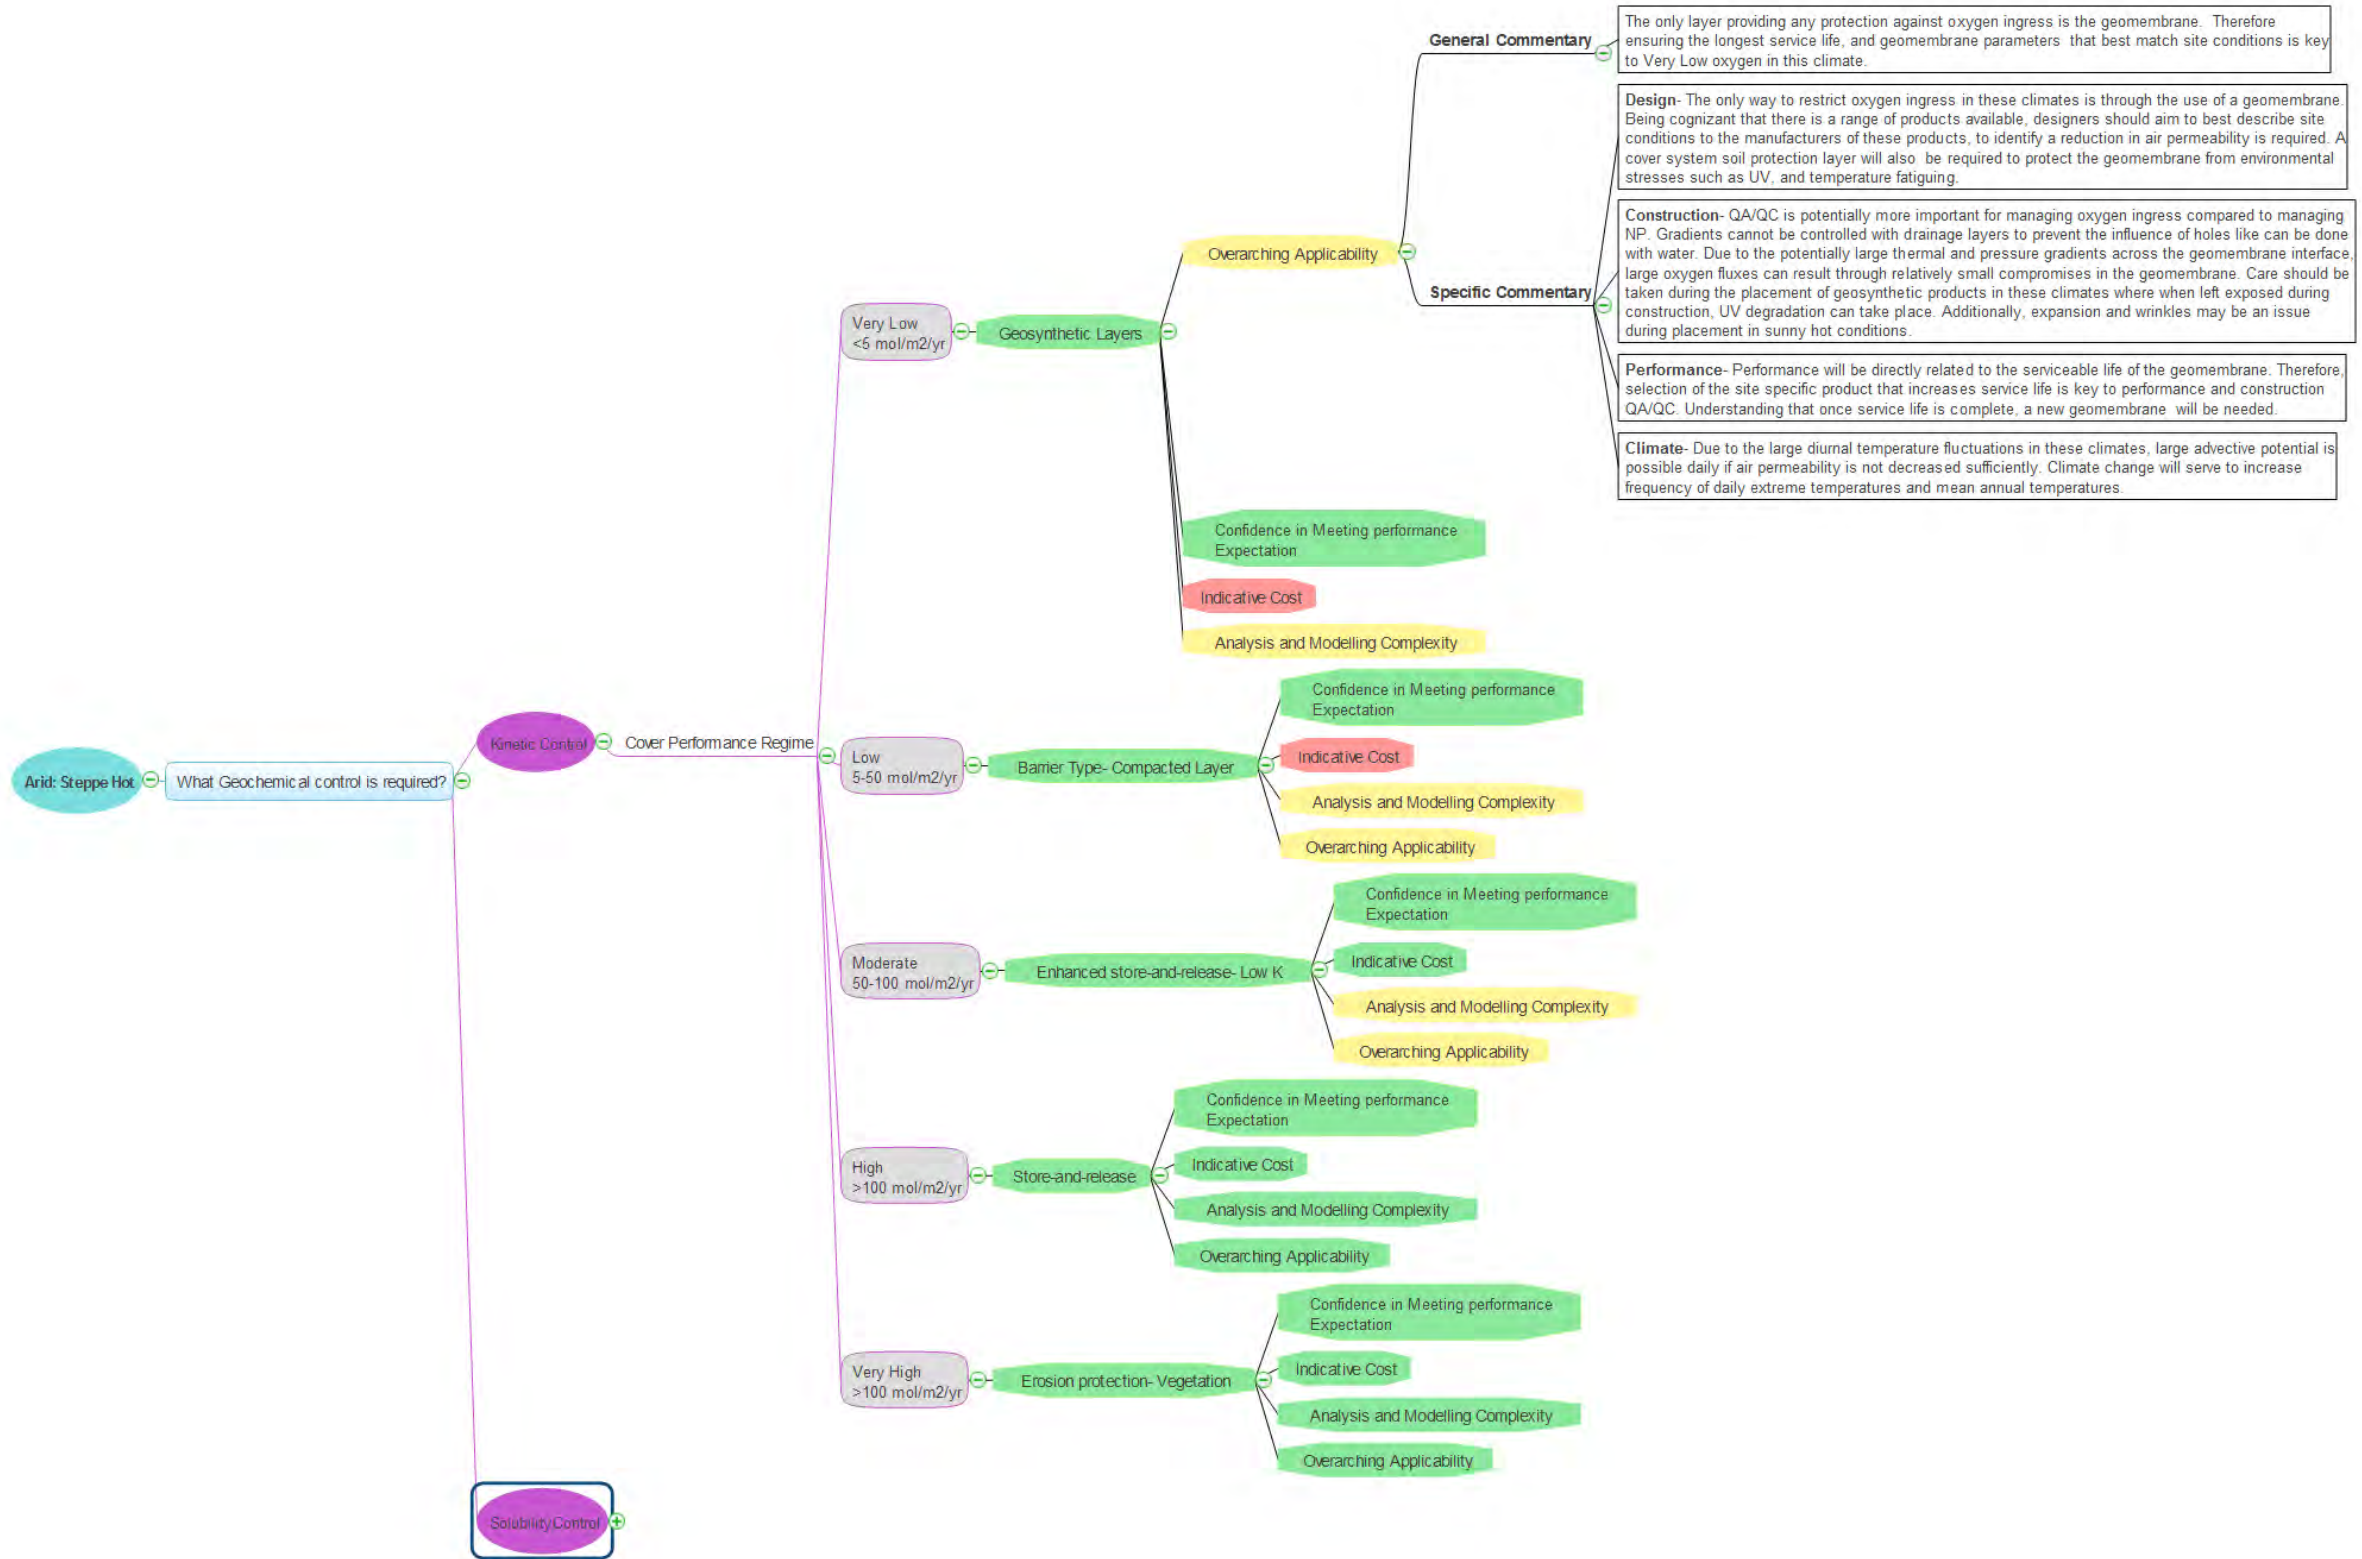 Arid: Steppe Hot
What Geochemical control is required?
Kinetic Control
Cover Performance Regime
Very Low
<5 mol/m2/yr
Geosynthetic Layers
Overarching Applicability
General Commentary
The only layer providing any protection against oxygen ingress is the geomembrane. Therefore
ensuring the longest service life, and geomembrane parameters that best match site conditions is key
to Very Low oxygen in this climate.
Specific Commentary
Design- The only way to restrict oxygen ingress in these climates is through the use of a geomembrane.
Being cognizant that there is a range of products available, designers should aim to best describe site
conditions to the manufacturers of these products, to identify a reduction in air permeability is required. A
cover system soil protection layer will also be required to protect the geomembrane from environmental
stresses such as UV, and temperature fatiguing.
Construction- QA/QC is potentially more important for managing oxygen ingress compared to managing
NP. Gradients cannot be controlled with drainage layers to prevent the influence of holes like can be done
with water. Due to the potentially large thermal and pressure gradients across the geomembrane interface,
large oxygen fluxes can result through relatively small compromises in the geomembrane. Care should be
taken during the placement of geosynthetic products in these climates where when left exposed during
construction, UV degradation can take place. Additionally, expansion and wrinkles may be an issue
during placement in sunny hot conditions.
Performance- Performance will be directly related to the serviceable life of the geomembrane. Therefore,
selection of the site specific product that increases service life is key to performance and construction
QA/QC. Understanding that once service life is complete, a new geomembrane will be needed.
Climate- Due to the large diurnal temperature fluctuations in these climates, large advective potential is
possible daily if air permeability is not decreased sufficiently. Climate change will serve to increase
frequency of daily extreme temperatures and mean annual temperatures.
Confidence in Meeting performance
Expectation
Indicative Cost
Analysis and Modelling Complexity
Low
5-50 mol/m2/yr
Barrier Type- Compacted Layer
Confidence in Meeting performance
Expectation
Indicative Cost
Analysis and Modelling Complexity
Overarching Applicability
Moderate
50-100 mol/m2/yr
Enhanced store-and-release- Low K
Confidence in Meeting performance
Expectation
Indicative Cost
Analysis and Modelling Complexity
Overarching Applicability
High
>100 mol/m2/yr
Store-and-release
Confidence in Meeting performance
Expectation
Indicative Cost
Analysis and Modelling Complexity
Overarching Applicability
Very High
>100 mol/m2/yr
Erosion protection- Vegetation
Confidence in Meeting performance
Expectation
Indicative Cost
Analysis and Modelling Complexity
Overarching Applicability
Solubility Control